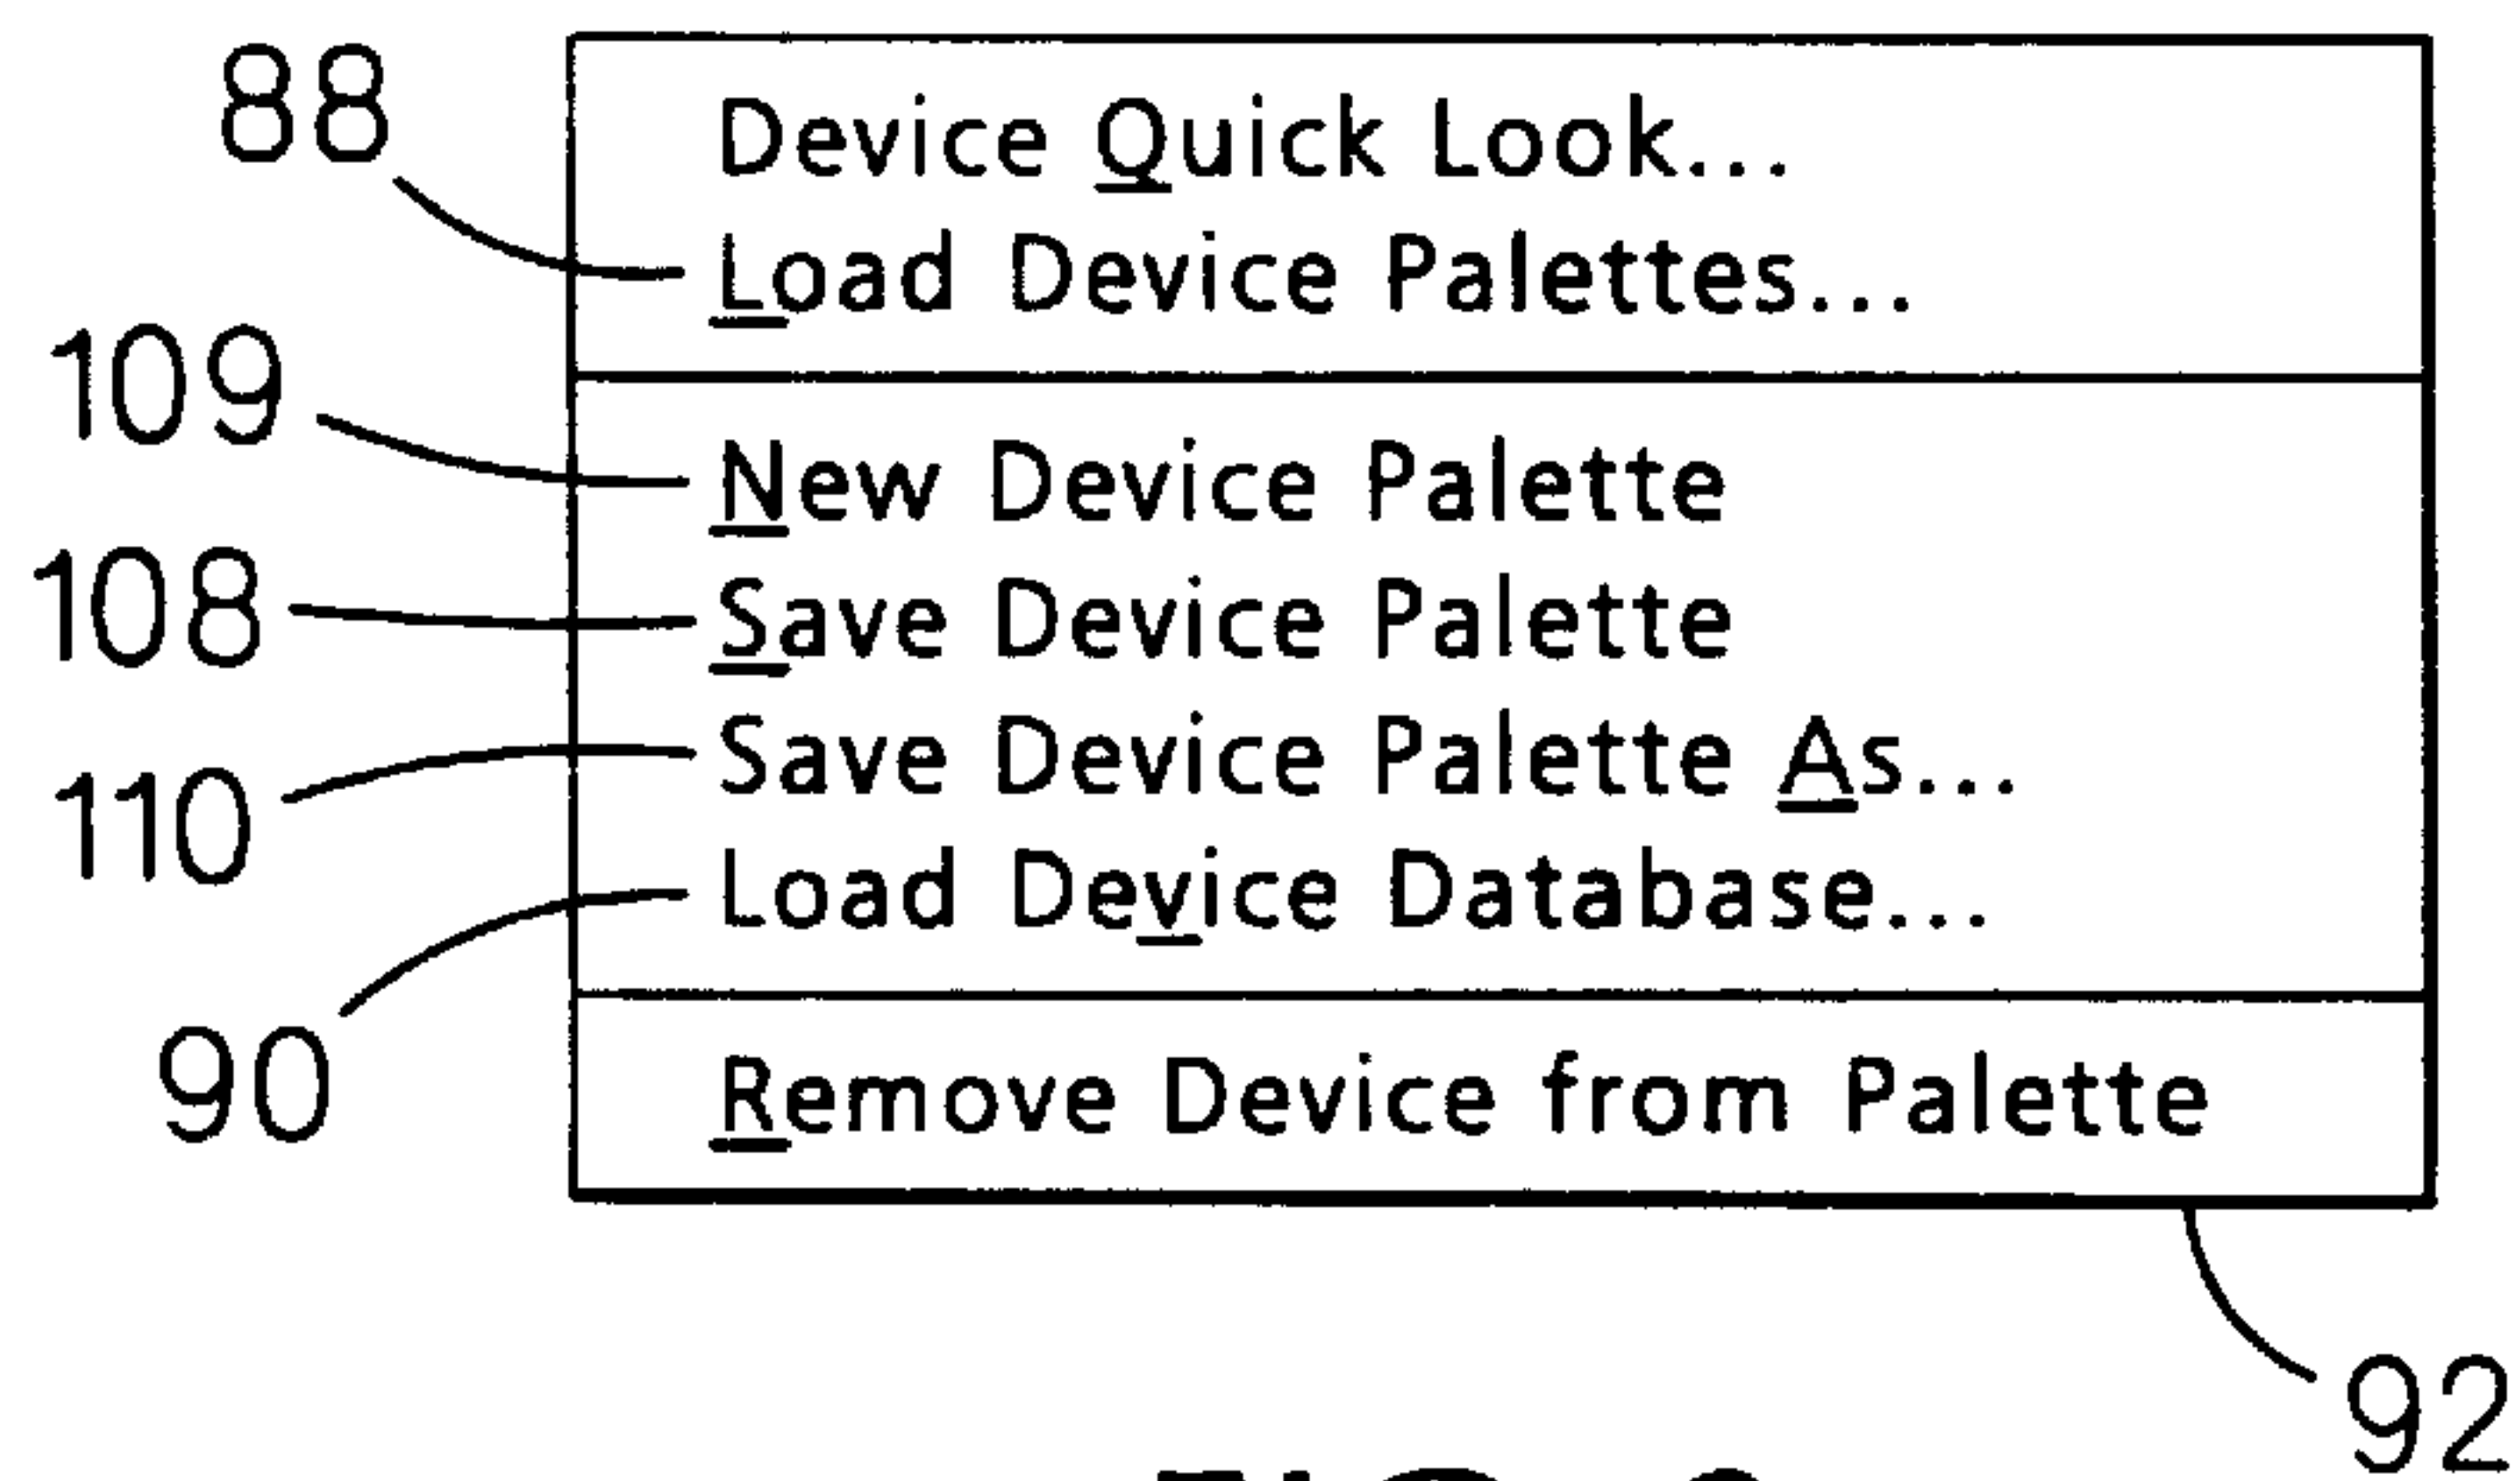 88
Device Quick Look...
Load Device Palettes...
109
New Device Palette
108
Save Device Palette
110
Save Device Palette As...
Load Device Database...
90
Remove Device from Palette
92